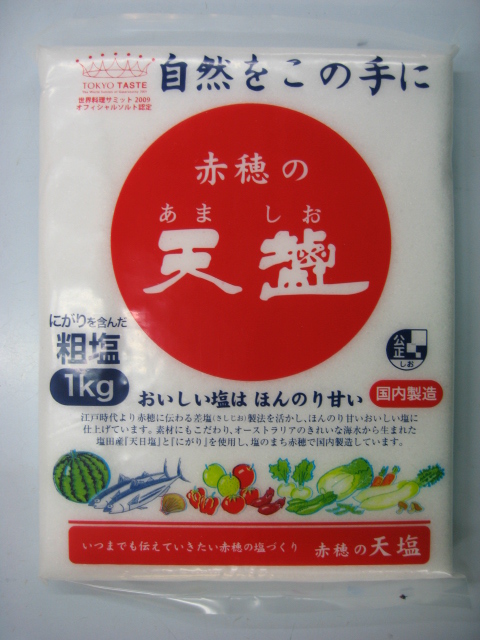 自然をこの手に
TOKYO TASTE
世界料理サミット2009
オフィシャルソルト認定
赤穂の
あましお
天塩
にがりを含んだ
粗塩
1kg
公正
しお
おいしい塩は ほんのり甘い
国内製造
江戸時代より赤穂に伝わる差塩(さしじお)製法を活かし、ほんのり甘いおいしい塩に
仕上げています。素材にもこだわり、オーストラリアのきれいな海水から生まれた
塩田産『天日塩』と『にがり』を使用し、塩のまち赤穂で国内製造しています。
いつまでも伝えていきたい赤穂の塩づくり 赤穂の天塩